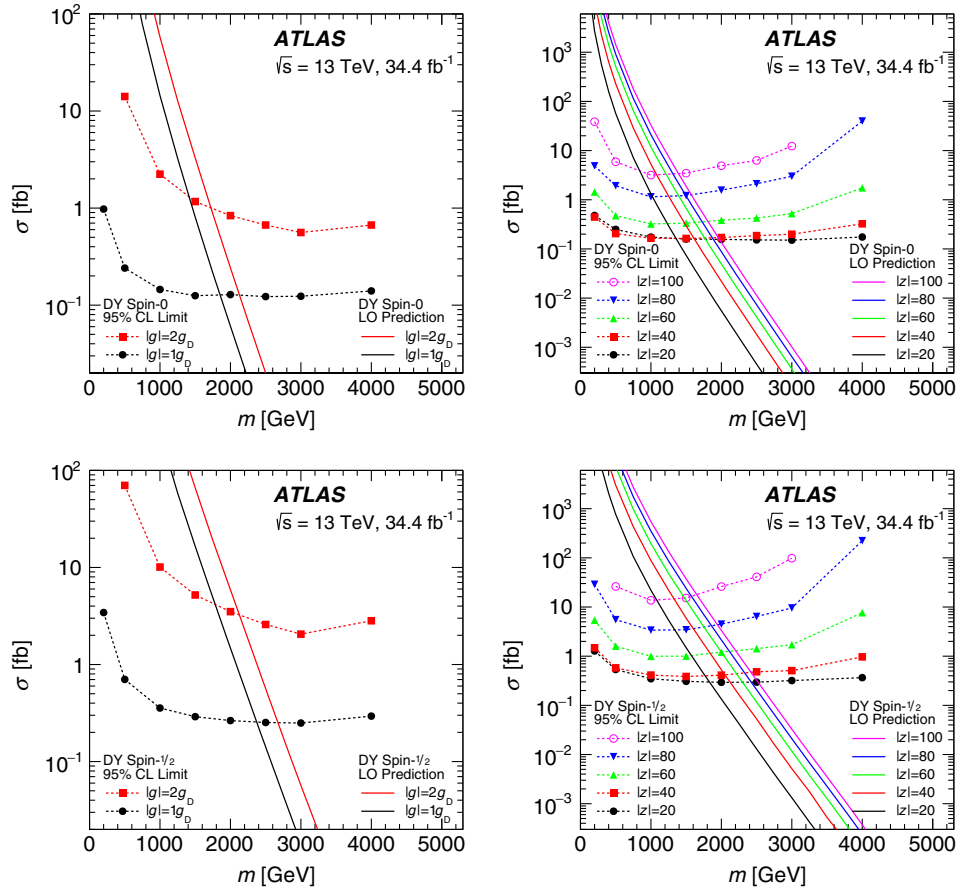 10²
10
1
10⁻¹
σ [fb]
ATLAS
√s = 13 TeV, 34.4 fb⁻¹
DY Spin-0
95% CL Limit
|g|=2g_D
|g|=1g_D
DY Spin-0
LO Prediction
|g|=2g_D
|g|=1g_D
0 1000 2000 3000 4000 5000
m [GeV]
10³
10²
10
1
10⁻¹
10⁻²
10⁻³
σ [fb]
ATLAS
√s = 13 TeV, 34.4 fb⁻¹
DY Spin-0
95% CL Limit
|z|=100
|z|=80
|z|=60
|z|=40
|z|=20
DY Spin-0
LO Prediction
|z|=100
|z|=80
|z|=60
|z|=40
|z|=20
0 1000 2000 3000 4000 5000
m [GeV]
10²
10
1
10⁻¹
σ [fb]
ATLAS
√s = 13 TeV, 34.4 fb⁻¹
DY Spin-½
95% CL Limit
|g|=2g_D
|g|=1g_D
DY Spin-½
LO Prediction
|g|=2g_D
|g|=1g_D
0 1000 2000 3000 4000 5000
m [GeV]
10³
10²
10
1
10⁻¹
10⁻²
10⁻³
σ [fb]
ATLAS
√s = 13 TeV, 34.4 fb⁻¹
DY Spin-½
95% CL Limit
|z|=100
|z|=80
|z|=60
|z|=40
|z|=20
DY Spin-½
LO Prediction
|z|=100
|z|=80
|z|=60
|z|=40
|z|=20
0 1000 2000 3000 4000 5000
m [GeV]